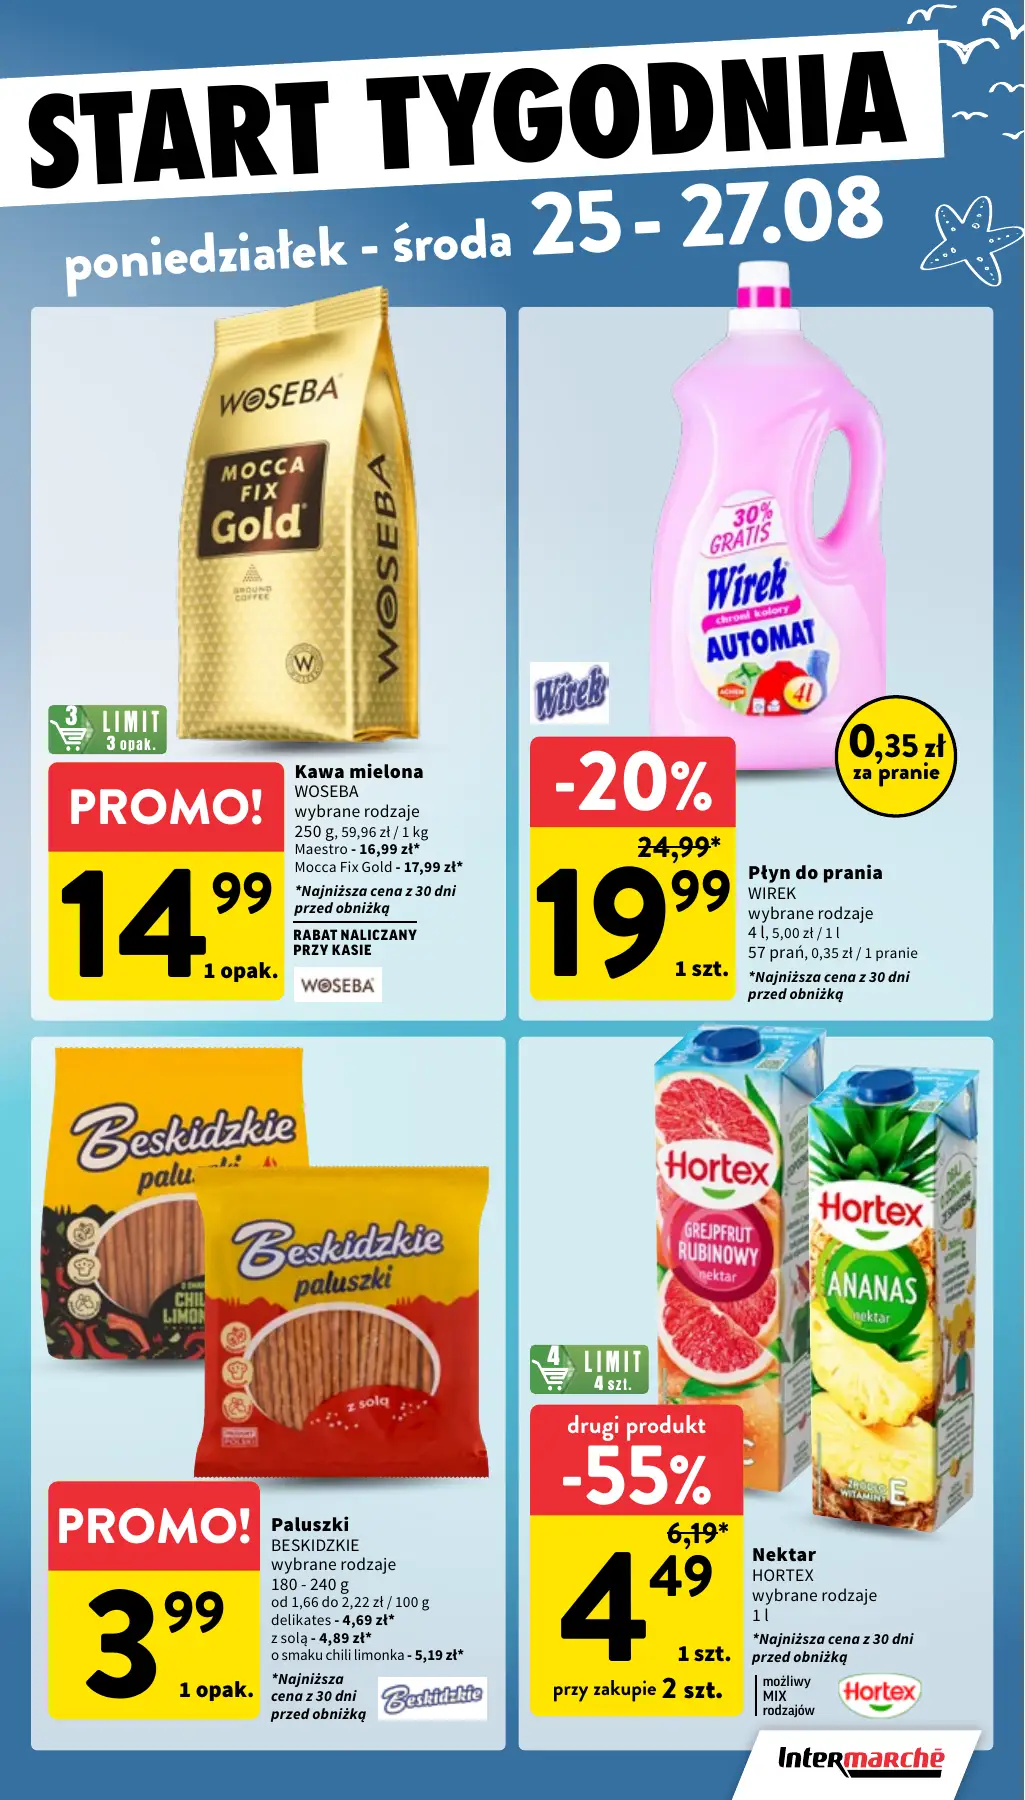 START TYGODNIA
poniedziałek - środa 25 - 27.08
WOSEBA
MOCCA
FIX
Gold
GROUND
COFFEE
W
WOSEBA
3
LIMIT
3 opak.
PROMO!
14 99
1 opak.
Kawa mielona
WOSEBA
wybrane rodzaje
250 g, 59,96 zł / 1 kg
Maestro - 16,99 zł*
Mocca Fix Gold - 17,99 zł*
*Najniższa cena z 30 dni
przed obniżką
RABAT NALICZANY
PRZY KASIE
WOSEBA
30%
GRATIS
Wirek
chroni kolory
AUTOMAT
4l
Wirek
0,35 zł
za pranie
-20%
24,99*
19 99
1 szt.
Płyn do prania
WIREK
wybrane rodzaje
4 l, 5,00 zł / 1 l
57 prań, 0,35 zł / 1 pranie
*Najniższa cena z 30 dni
przed obniżką
Beskidzkie
Beskidzkie
paluszki
z solą
PRODUKT
POLSKI
PROMO!
3 99
1 opak.
Paluszki
BESKIDZKIE
wybrane rodzaje
180 - 240 g
od 1,66 do 2,22 zł / 100 g
delikates - 4,69 zł*
z solą - 4,89 zł*
o smaku chili limonka - 5,19 zł*
*Najniższa
cena z 30 dni
przed obniżką
Beskidzkie
Hortex
GREJPFRUT
RUBINOWY
nektar
C
Hortex
ANANAS
nektar
ŹRÓDŁO
WITAMINY E
4
LIMIT
4 szt.
drugi produkt
-55%
6,19*
4 49
1 szt.
przy zakupie 2 szt.
Nektar
HORTEX
wybrane rodzaje
1 l
*Najniższa cena z 30 dni
przed obniżką
możliwy
MIX
rodzajów
Hortex
Intermarché